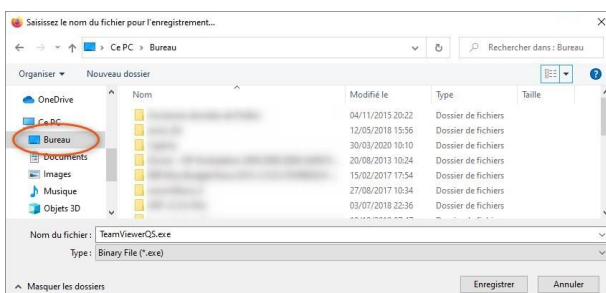 Saisissez le nom du fichier pour l'enregistrement...
Ce PC > Bureau
Rechercher dans : Bureau
Organiser
Nouveau dossier
Nom Modifié le Type Taille
OneDrive
Ce PC
Bureau
Documents
Images
Musique
Objets 3D
04/11/2015 20:22 Dossier de fichiers
12/05/2018 15:56 Dossier de fichiers
30/03/2020 10:10 Dossier de fichiers
20/08/2013 10:24 Dossier de fichiers
15/02/2017 17:54 Dossier de fichiers
27/08/2017 10:34 Dossier de fichiers
03/07/2018 22:36 Dossier de fichiers
Nom du fichier : TeamViewerQS.exe
Type : Binary File (*.exe)
Masquer les dossiers
Enregistrer Annuler